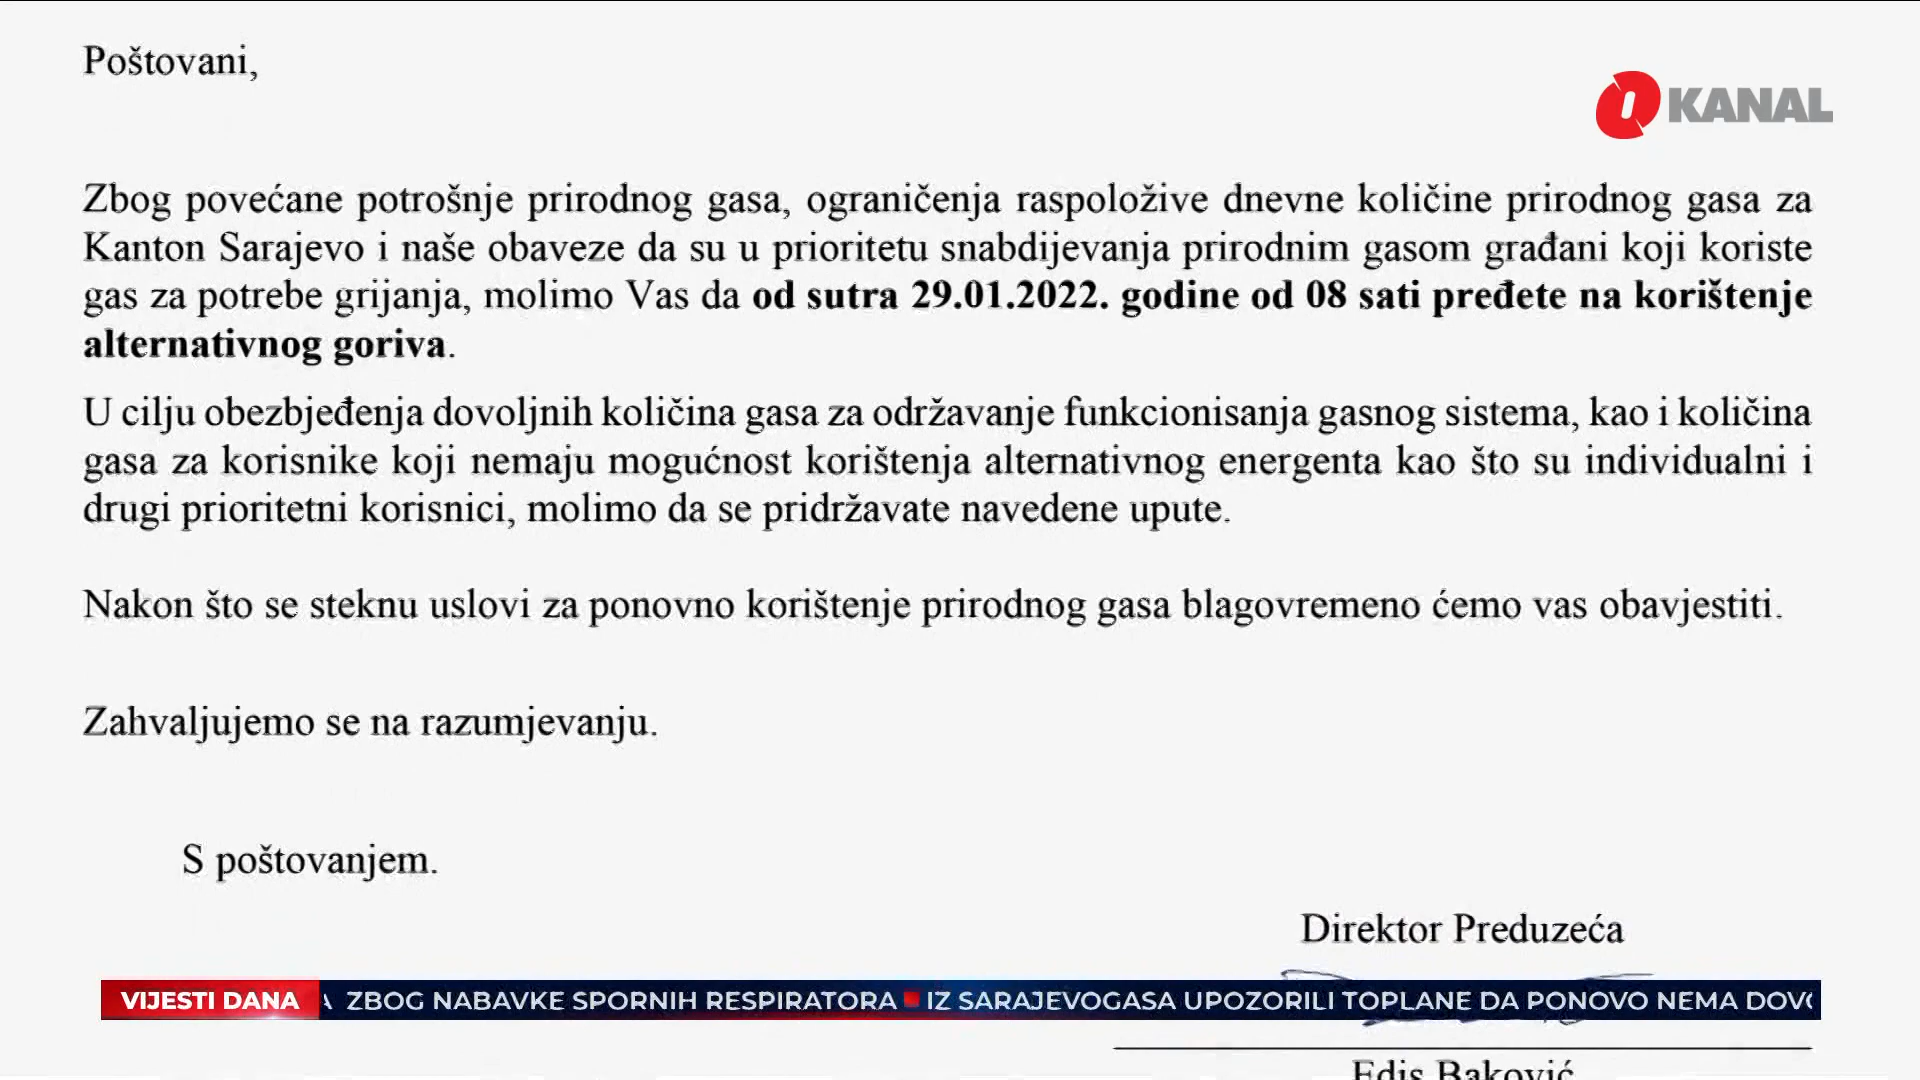 Poštovani,
KANAL
Zbog povećane potrošnje prirodnog gasa, ograničenja raspoložive dnevne količine prirodnog gasa za
Kanton Sarajevo i naše obaveze da su u prioritetu snabdijevanja prirodnim gasom građani koji koriste
gas za potrebe grijanja, molimo Vas da od sutra 29.01.2022. godine od 08 sati pređete na korištenje
alternativnog goriva.
U cilju obezbjeđenja dovoljnih količina gasa za održavanje funkcionisanja gasnog sistema, kao i količina
gasa za korisnike koji nemaju mogućnost korištenja alternativnog energenta kao što su individualni i
drugi prioritetni korisnici, molimo da se pridržavate navedene upute.
Nakon što se steknu uslovi za ponovno korištenje prirodnog gasa blagovremeno ćemo vas obavjestiti.
Zahvaljujemo se na razumjevanju.
S poštovanjem.
Direktor Preduzeća
VIJESTI DANA ZBOG NABAVKE SPORNIH RESPIRATORA IZ SARAJEVOGASA UPOZORILI TOPLANE DA PONOVO NEMA
Edis Baković